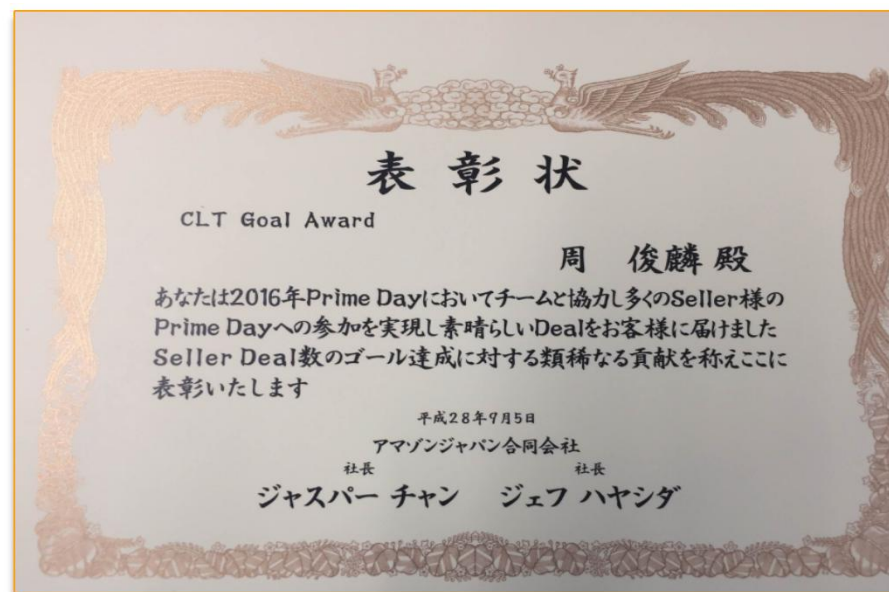 表彰状
CLT Goal Award
周 俊麟 殿
あなたは2016年Prime Dayにおいてチームと協力し多くのSeller様の
Prime Dayへの参加を実現し素晴らしいDealをお客様に届けました
Seller Deal数のゴール達成に対する類稀なる貢献を称えここに
表彰いたします
平成28年9月5日
アマゾンジャパン合同会社
社長 社長
ジャスパー チャン ジェフ ハヤシダ